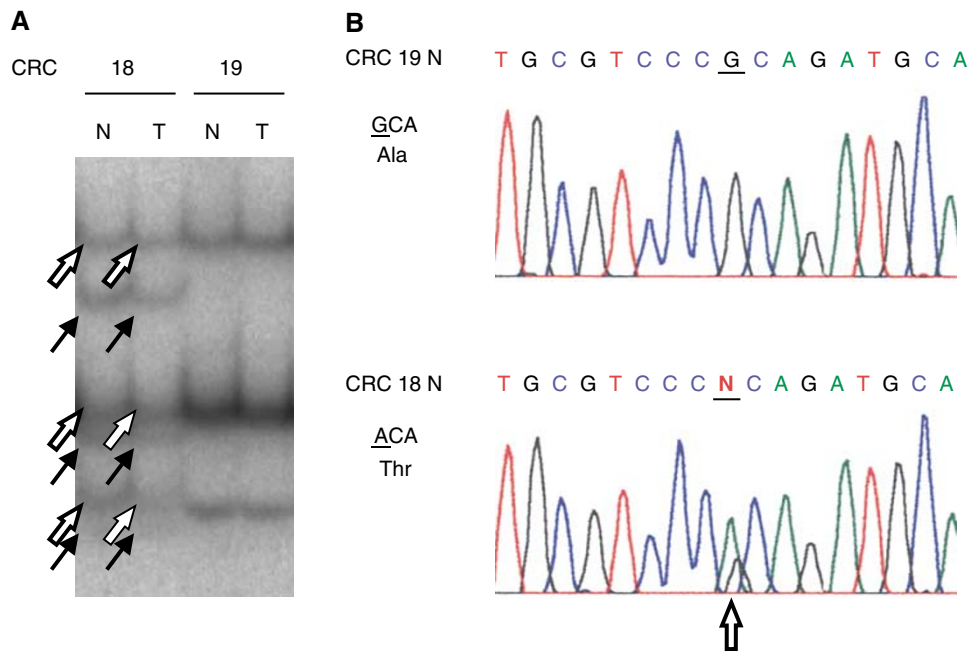 A
CRC 18 19
N T N T
B
CRC 19 N T G C G T C C C G C A G A T G C A
GCA
Ala
CRC 18 N T G C G T C C C N C A G A T G C A
ACA
Thr